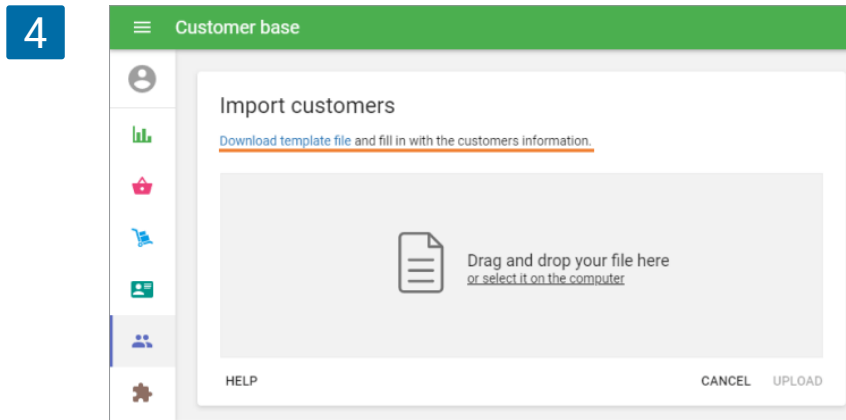 4
Customer base
Import customers
Download template file and fill in with the customers information.
Drag and drop your file here
or select it on the computer
HELP
CANCEL UPLOAD